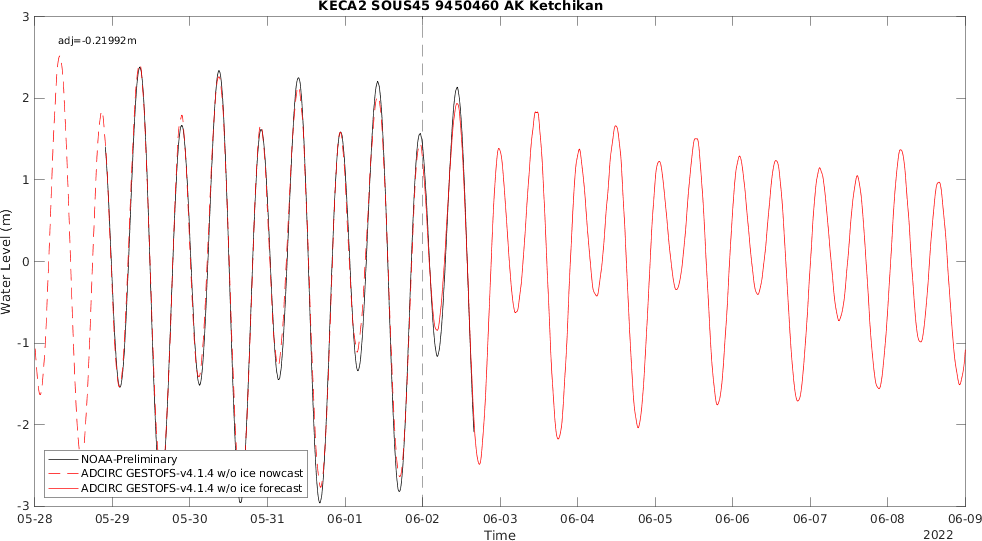 KECA2 SOUS45 9450460 AK Ketchikan
3
adj=-0.21992m
2
1
0
-1
-2
-3
Water Level (m)
NOAA-Preliminary
ADCIRC GESTOFS-v4.1.4 w/o ice nowcast
ADCIRC GESTOFS-v4.1.4 w/o ice forecast
05-28 05-29 05-30 05-31 06-01 06-02 06-03 06-04 06-05 06-06 06-07 06-08 06-09
Time
2022